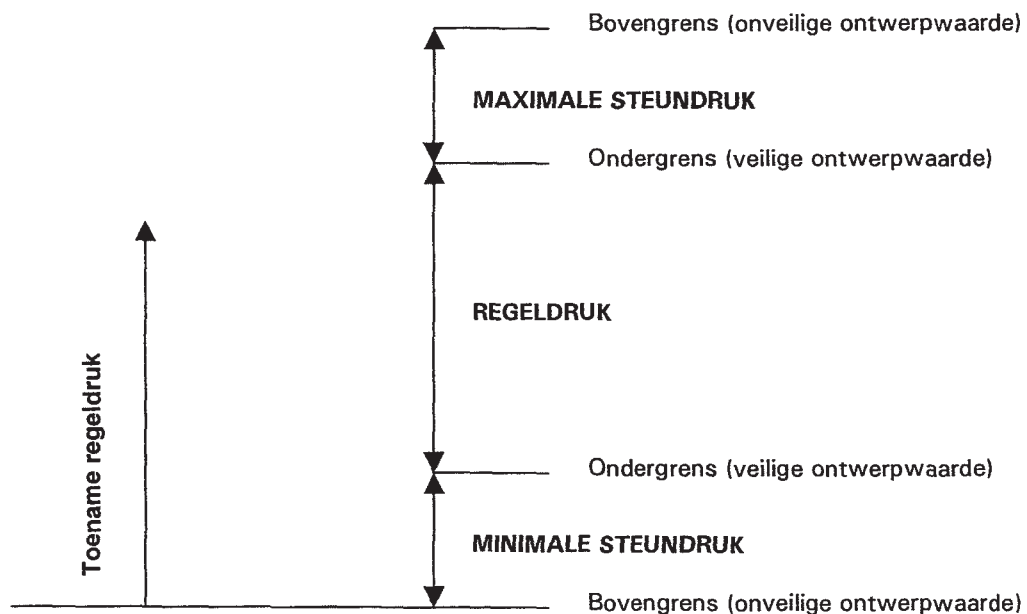 Bovengrens (onveilige ontwerpwaarde)
MAXIMALE STEUNDRUK
Ondergrens (veilige ontwerpwaarde)
REGELDRUK
Toename regeldruk
Ondergrens (veilige ontwerpwaarde)
MINIMALE STEUNDRUK
Bovengrens (onveilige ontwerpwaarde)